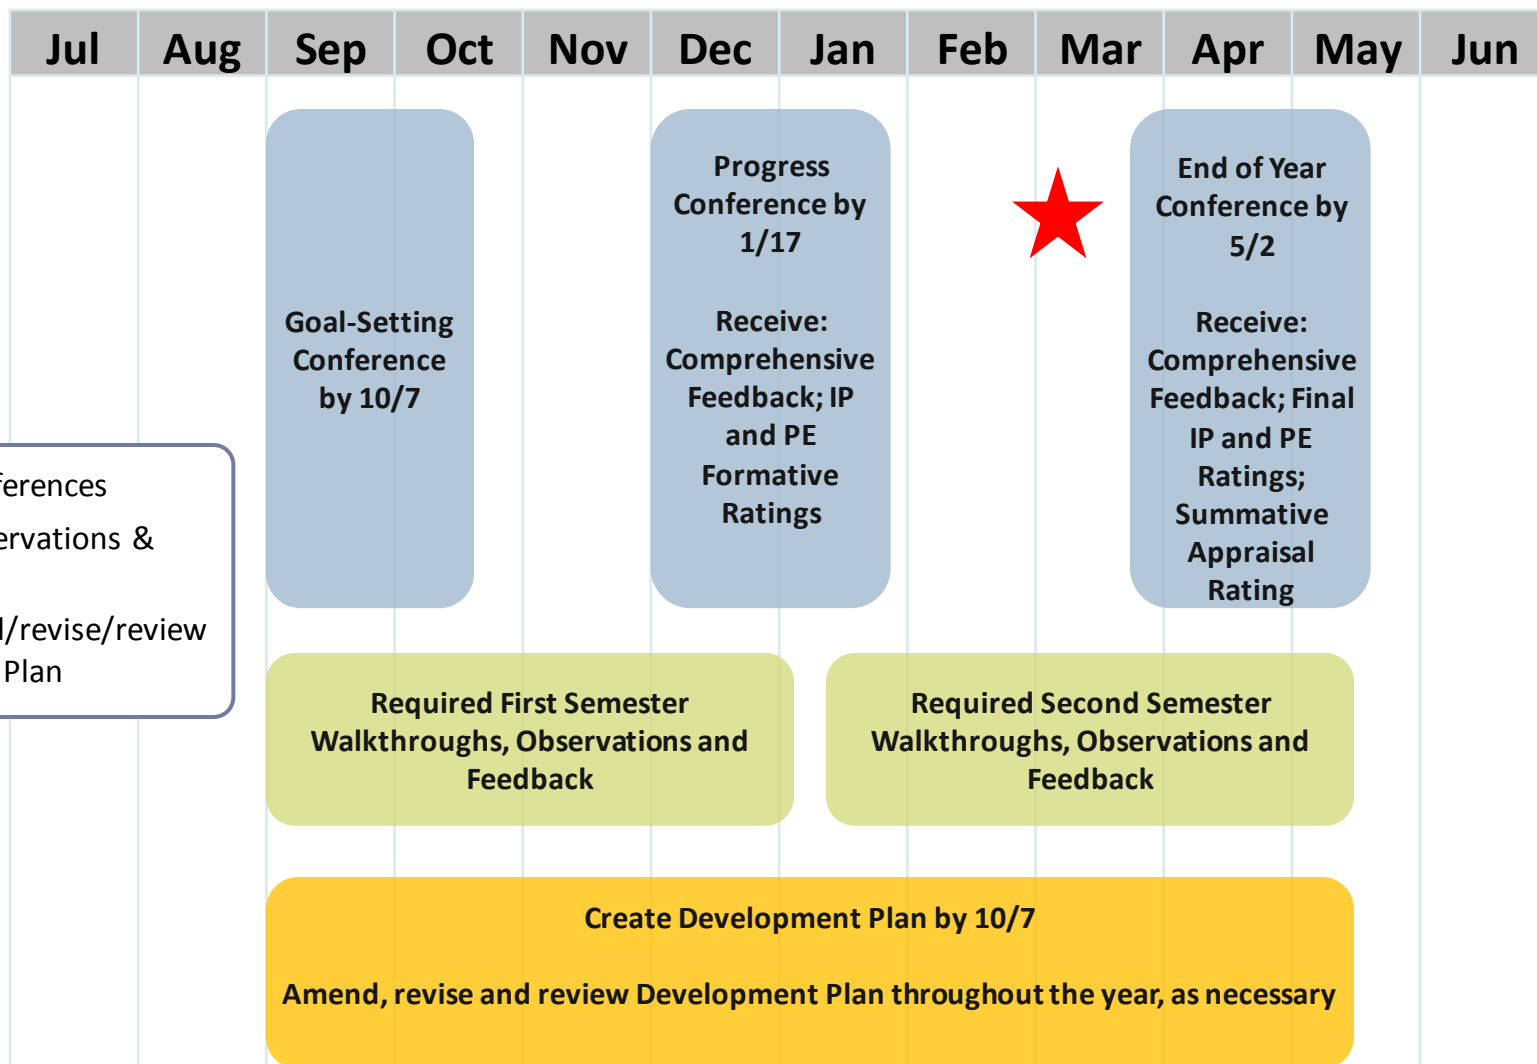 Jul Aug Sep Oct Nov Dec Jan Feb Mar Apr May Jun
Goal-Setting
Conference
by 10/7
Progress
Conference by
1/17
Receive:
Comprehensive
Feedback; IP
and PE
Formative
Ratings
End of Year
Conference by
5/2
Receive:
Comprehensive
Feedback; Final
IP and PE
Ratings;
Summative
Appraisal
Rating
ferences
ervations &
/revise/review
Plan
Required First Semester
Walkthroughs, Observations and
Feedback
Required Second Semester
Walkthroughs, Observations and
Feedback
Create Development Plan by 10/7
Amend, revise and review Development Plan throughout the year, as necessary